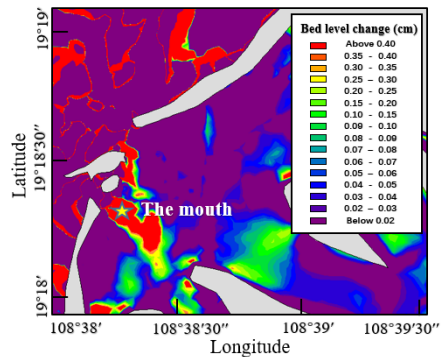 Bed level change (cm)
Above 0.40
0.35 - 0.40
0.30 - 0.35
0.25 – 0.30
0.20 - 0.25
0.15 - 0.20
0.10 - 0.15
0.09 - 0.10
0.08 - 0.09
0.07 - 0.08
0.06 - 0.07
0.05 - 0.06
0.04 - 0.05
0.03 - 0.04
0.02 - 0.03
Below 0.02
19°19'
19°18'30''
19°18'
Latitude
The mouth
108°38' 108°38'30'' 108°39' 108°39'30''
Longitude